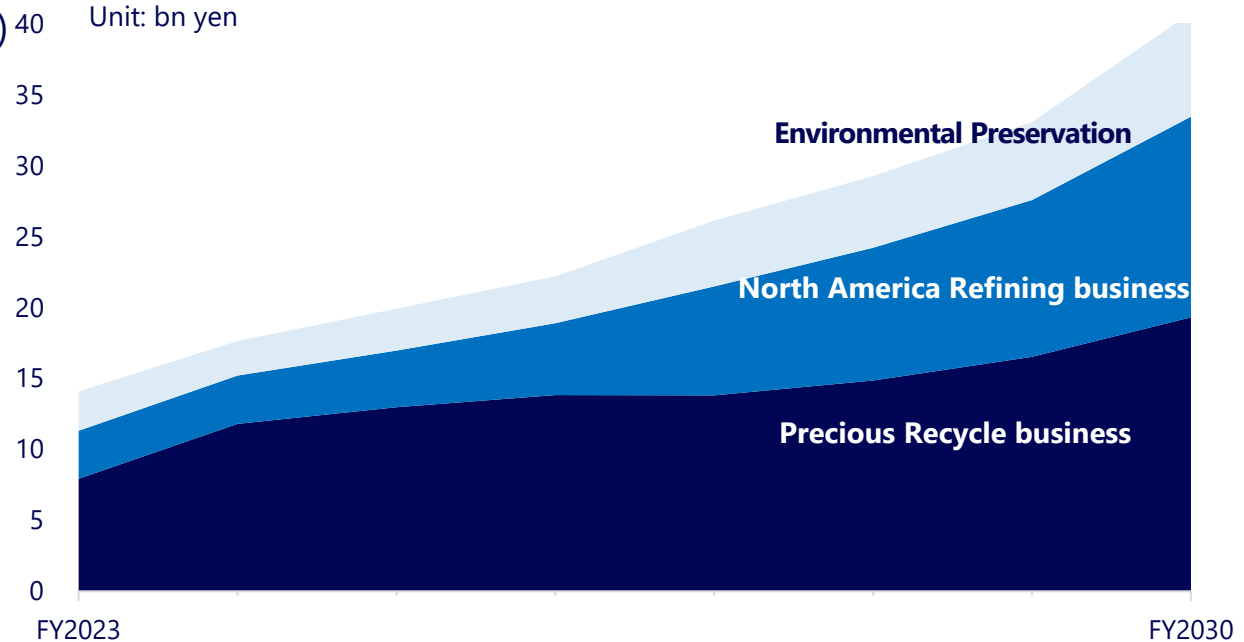 )
Unit: bn yen
40
35
30
25
20
15
10
5
0
Environmental Preservation
North America Refining business
Precious Recycle business
FY2023
FY2030